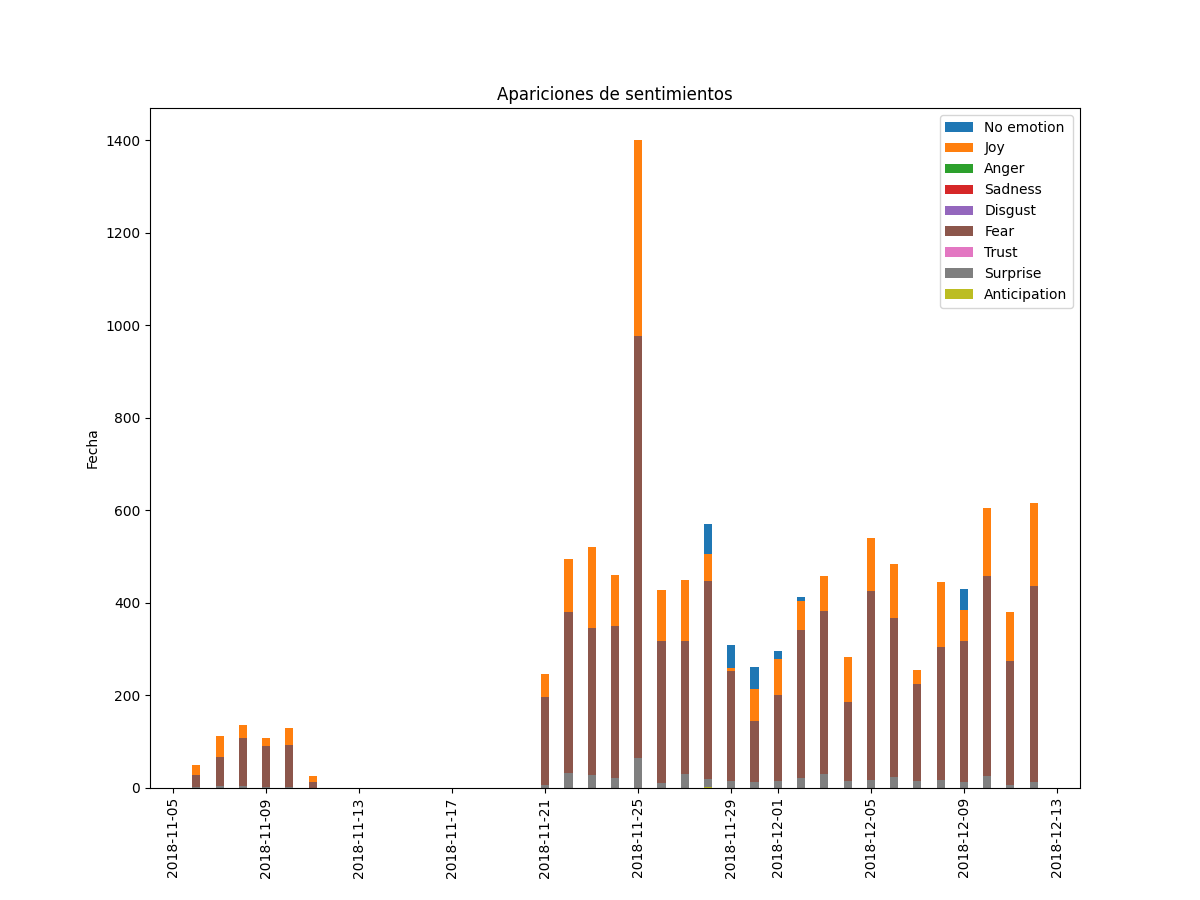 Apariciones de sentimientos
No emotion
Joy
Anger
Sadness
Disgust
Fear
Trust
Surprise
Anticipation
Fecha
1400
1200
1000
800
600
400
200
0
2018-11-05
2018-11-09
2018-11-13
2018-11-17
2018-11-21
2018-11-25
2018-11-29
2018-12-01
2018-12-05
2018-12-09
2018-12-13